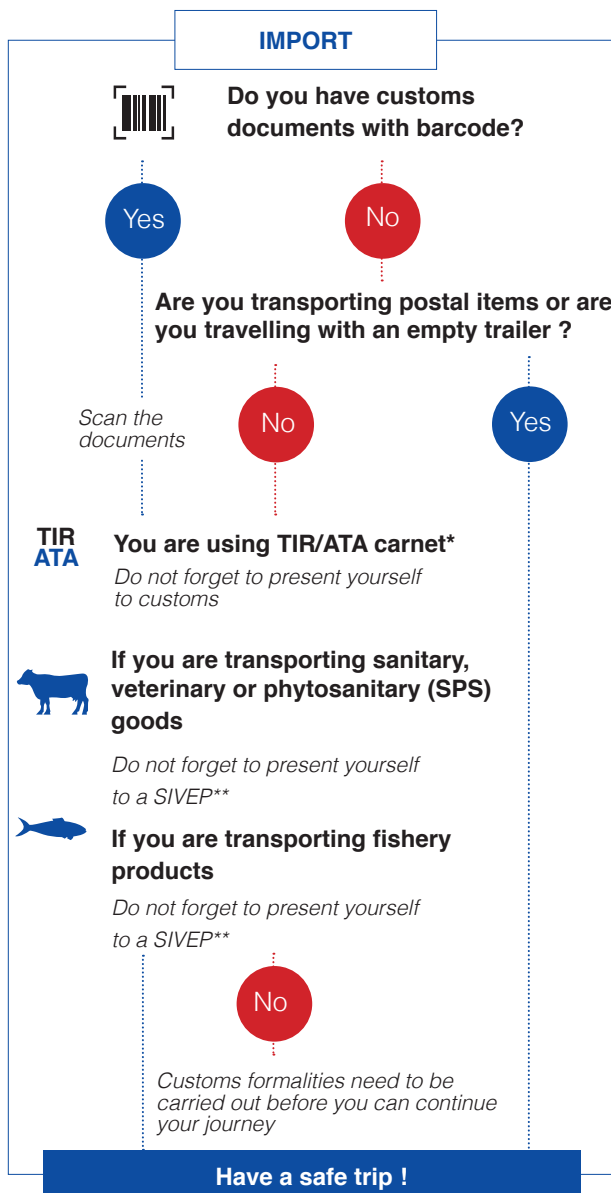 IMPORT
Do you have customs
documents with barcode?
Yes
No
Are you transporting postal items or are
you travelling with an empty trailer ?
Scan the
documents
No
Yes
TIR
ATA
You are using TIR/ATA carnet*
Do not forget to present yourself
to customs
If you are transporting sanitary,
veterinary or phytosanitary (SPS)
goods
Do not forget to present yourself
to a SIVEP**
If you are transporting fishery
products
Do not forget to present yourself
to a SIVEP**
No
Customs formalities need to be
carried out before you can continue
your journey
Have a safe trip !